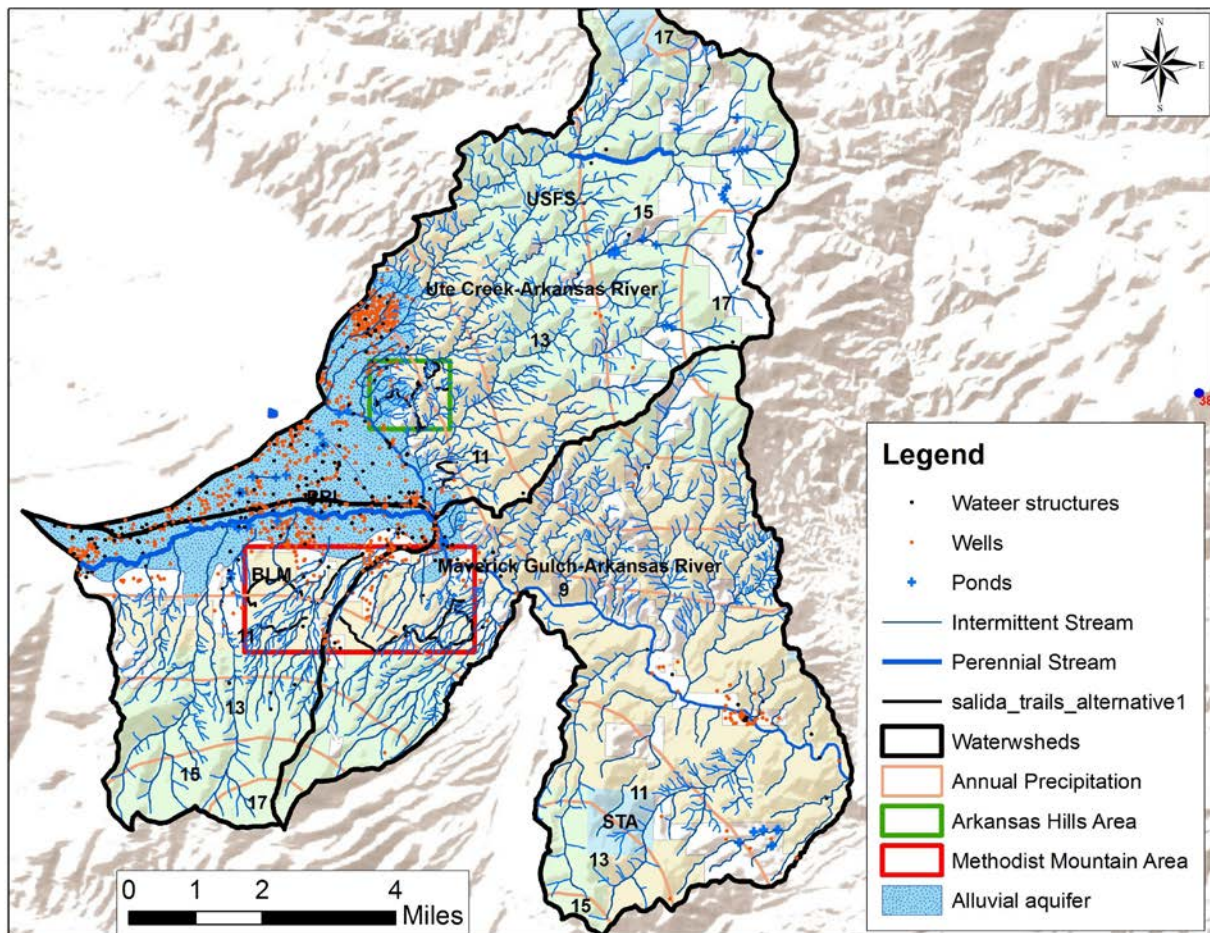 17
N
W
E
S
USFS
15
Ute Creek-Arkansas River
17
13
38
11
BLM
Maverick Gulch-Arkansas River
9
11
13
15
17
11
STA
13
15
0 1 2 4
Miles
Legend
Wateer structures
Wells
Ponds
Intermittent Stream
Perennial Stream
salida_trails_alternative1
Waterwsheds
Annual Precipitation
Arkansas Hills Area
Methodist Mountain Area
Alluvial aquifer